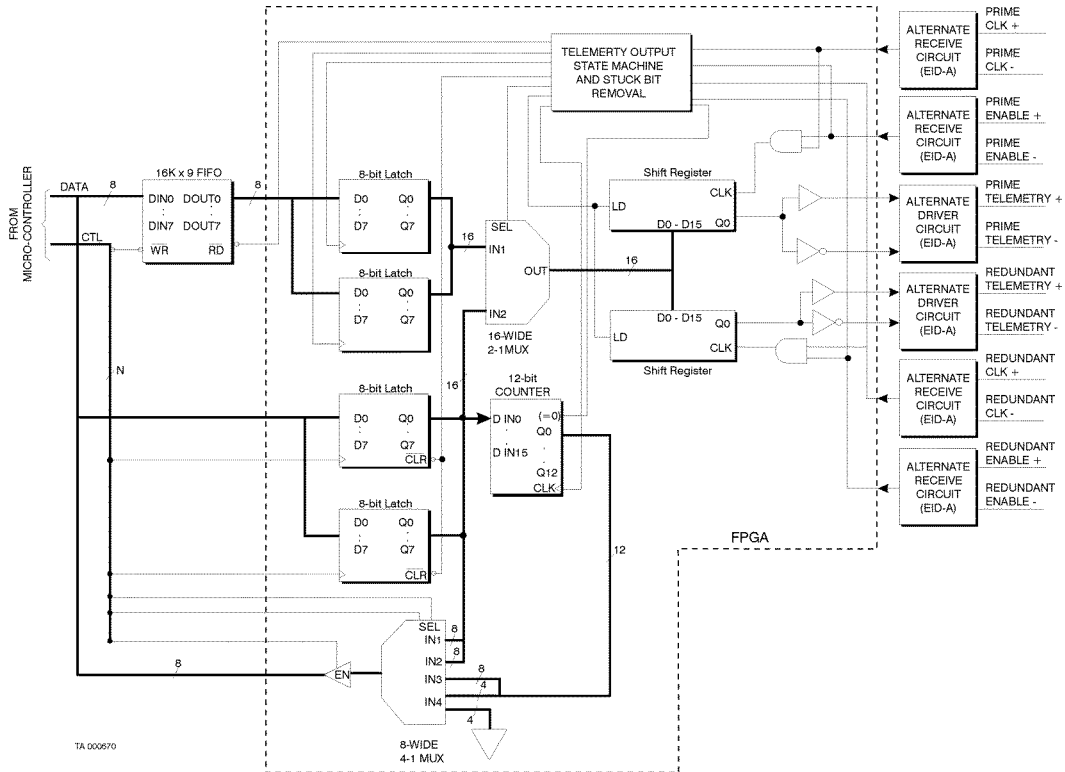 TELEMERTY OUTPUT
STATE MACHINE
AND STUCK BIT
REMOVAL
ALTERNATE
RECEIVE
CIRCUIT
(EID-A)
PRIME
CLK +
PRIME
CLK -
ALTERNATE
RECEIVE
CIRCUIT
(EID-A)
PRIME
ENABLE +
PRIME
ENABLE -
FROM
MICRO-CONTROLLER
DATA
8
CTL
16K x 9 FIFO
DIN0 DOUT0
: :
DIN7 DOUT7
WR RD
8
8-bit Latch
D0 Q0
: :
D7 Q7
8-bit Latch
D0 Q0
: :
D7 Q7
16
SEL
IN1
OUT
IN2
16-WIDE
2-1MUX
16
Shift Register
CLK
LD
Q0
D0 - D15
D0 - D15
Q0
LD
CLK
Shift Register
ALTERNATE
DRIVER
CIRCUIT
(EID-A)
PRIME
TELEMETRY +
PRIME
TELEMETRY -
ALTERNATE
DRIVER
CIRCUIT
(EID-A)
REDUNDANT
TELEMETRY +
REDUNDANT
TELEMETRY -
ALTERNATE
RECEIVE
CIRCUIT
(EID-A)
REDUNDANT
CLK +
REDUNDANT
CLK -
ALTERNATE
RECEIVE
CIRCUIT
(EID-A)
REDUNDANT
ENABLE +
REDUNDANT
ENABLE -
N
8-bit Latch
D0 Q0
: :
D7 Q7
CLR
16
12-bit
COUNTER
D IN0 (=0)
Q0
:
D IN15
Q12
CLK
8-bit Latch
D0 Q0
: :
D7 Q7
CLR
12
FPGA
SEL
IN1 8
IN2 8
IN3 8
4
IN4
4
EN
8
8-WIDE
4-1 MUX
TA 000670